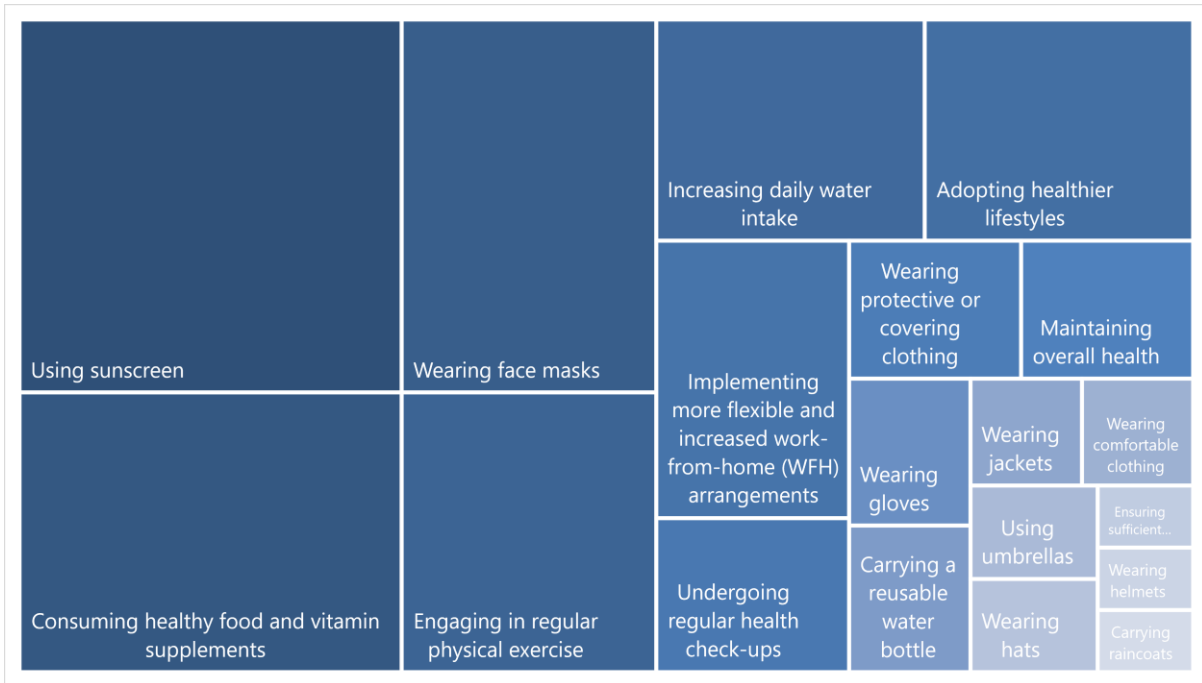 Using sunscreen
Consuming healthy food and vitamin
supplements
Wearing face masks
Engaging in regular
physical exercise
Increasing daily water
intake
Adopting healthier
lifestyles
Implementing
more flexible and
increased work-
from-home (WFH)
arrangements
Undergoing
regular health
check-ups
Wearing
protective or
covering
clothing
Maintaining
overall health
Wearing
gloves
Carrying a
reusable
water
bottle
Wearing
jackets
Wearing
comfortable
clothing
Using
umbrellas
Wearing
hats
Ensuring
sufficient...
Wearing
helmets
Carrying
raincoats